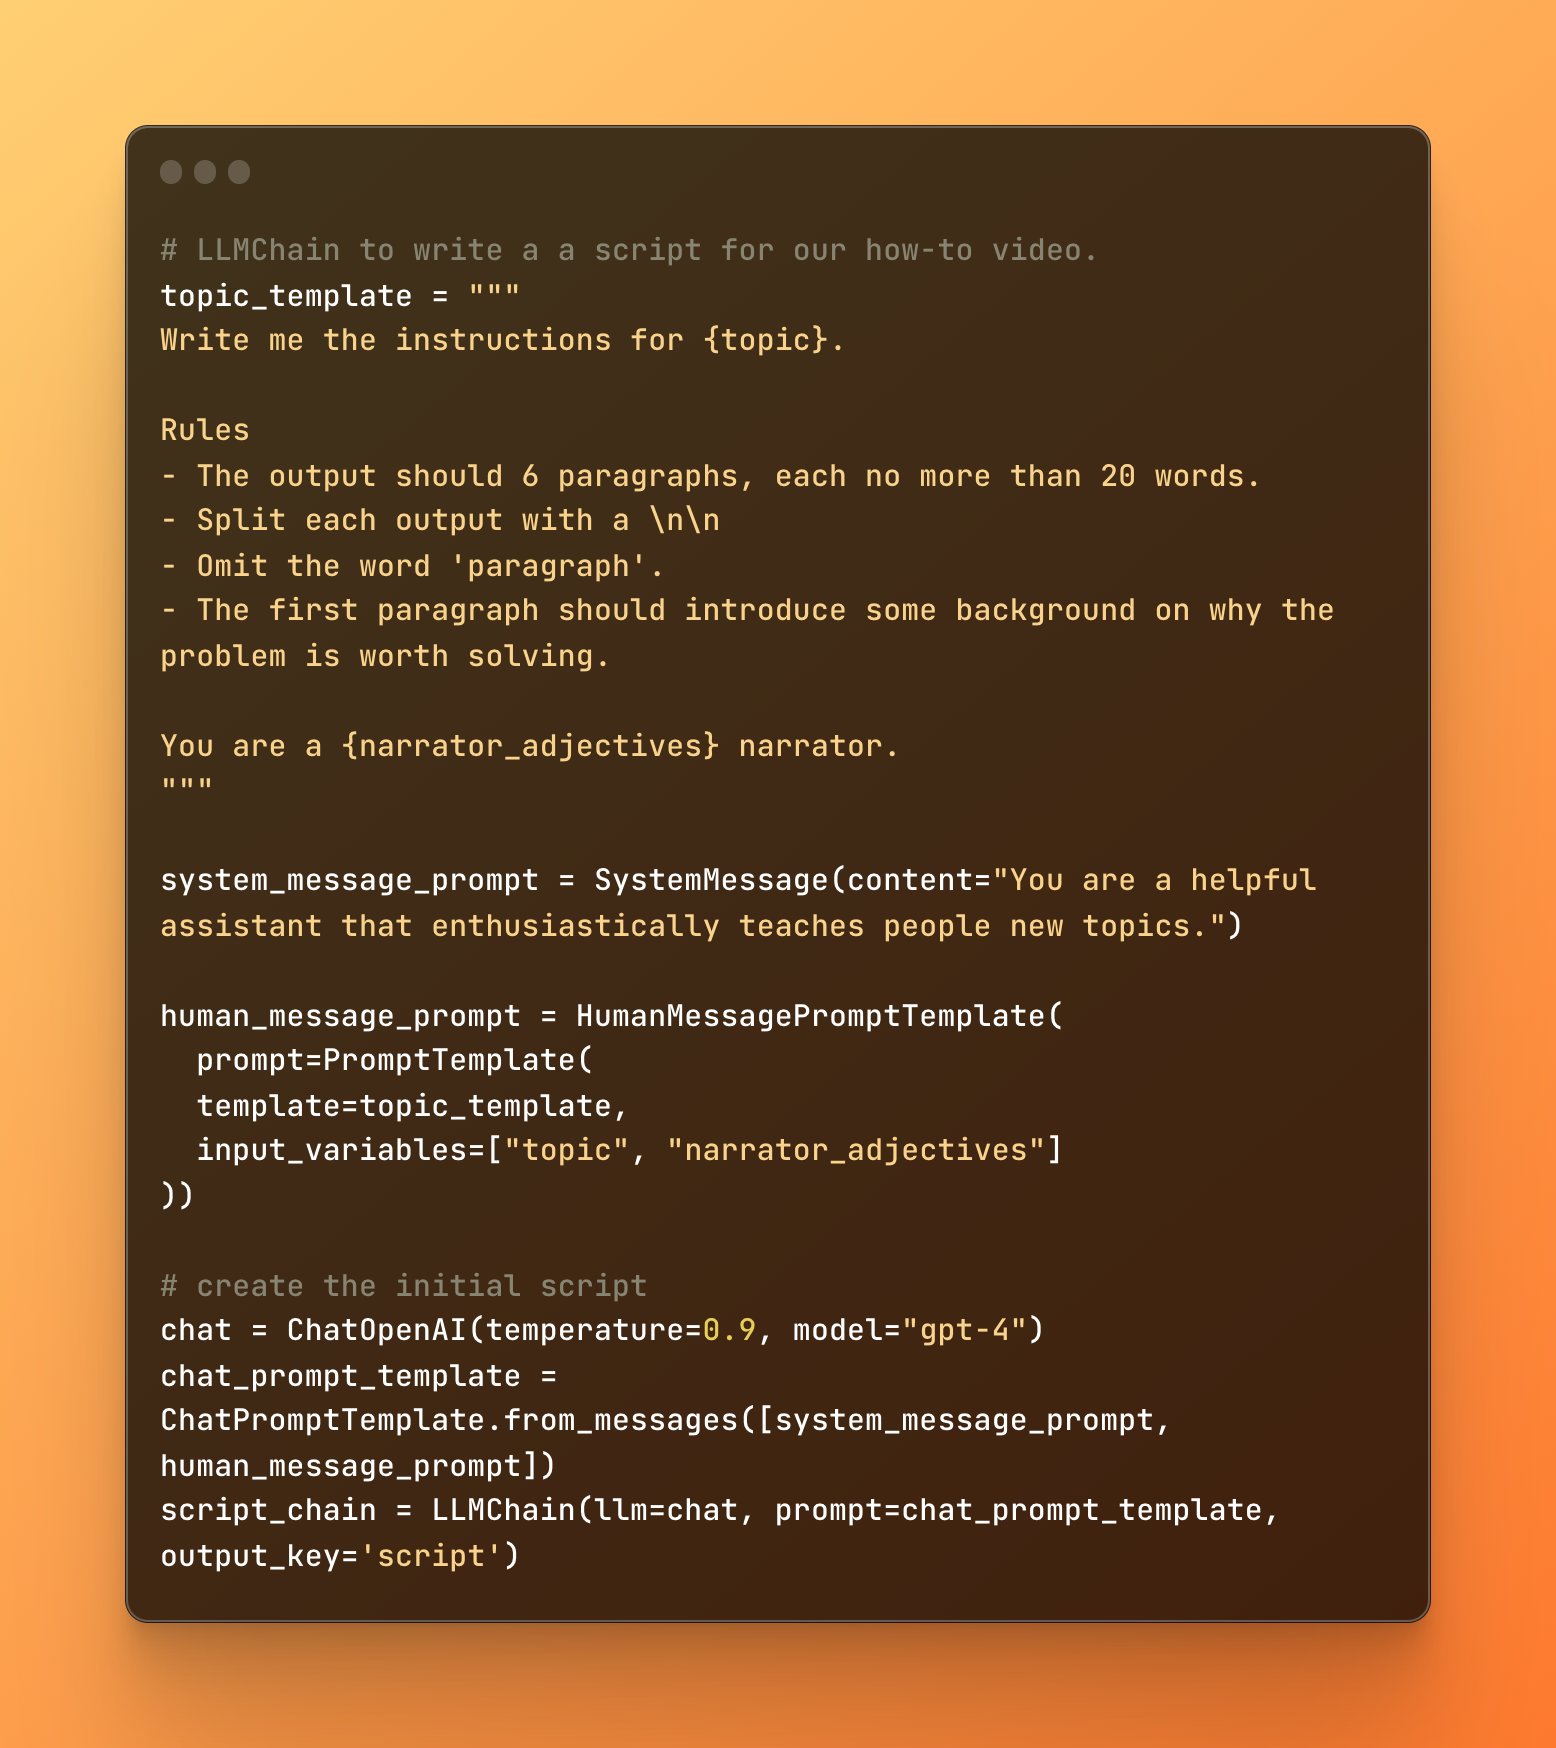 # LLMChain to write a a script for our how-to video.
topic_template = """
Write me the instructions for {topic}.

Rules
- The output should 6 paragraphs, each no more than 20 words.
- Split each output with a \n\n
- Omit the word 'paragraph'.
- The first paragraph should introduce some background on why the
problem is worth solving.

You are a {narrator_adjectives} narrator.
"""

system_message_prompt = SystemMessage(content="You are a helpful
assistant that enthusiastically teaches people new topics.")

human_message_prompt = HumanMessagePromptTemplate(
  prompt=PromptTemplate(
  template=topic_template,
  input_variables=["topic", "narrator_adjectives"]
))

# create the initial script
chat = ChatOpenAI(temperature=0.9, model="gpt-4")
chat_prompt_template =
ChatPromptTemplate.from_messages([system_message_prompt,
human_message_prompt])
script_chain = LLMChain(llm=chat, prompt=chat_prompt_template,
output_key='script')